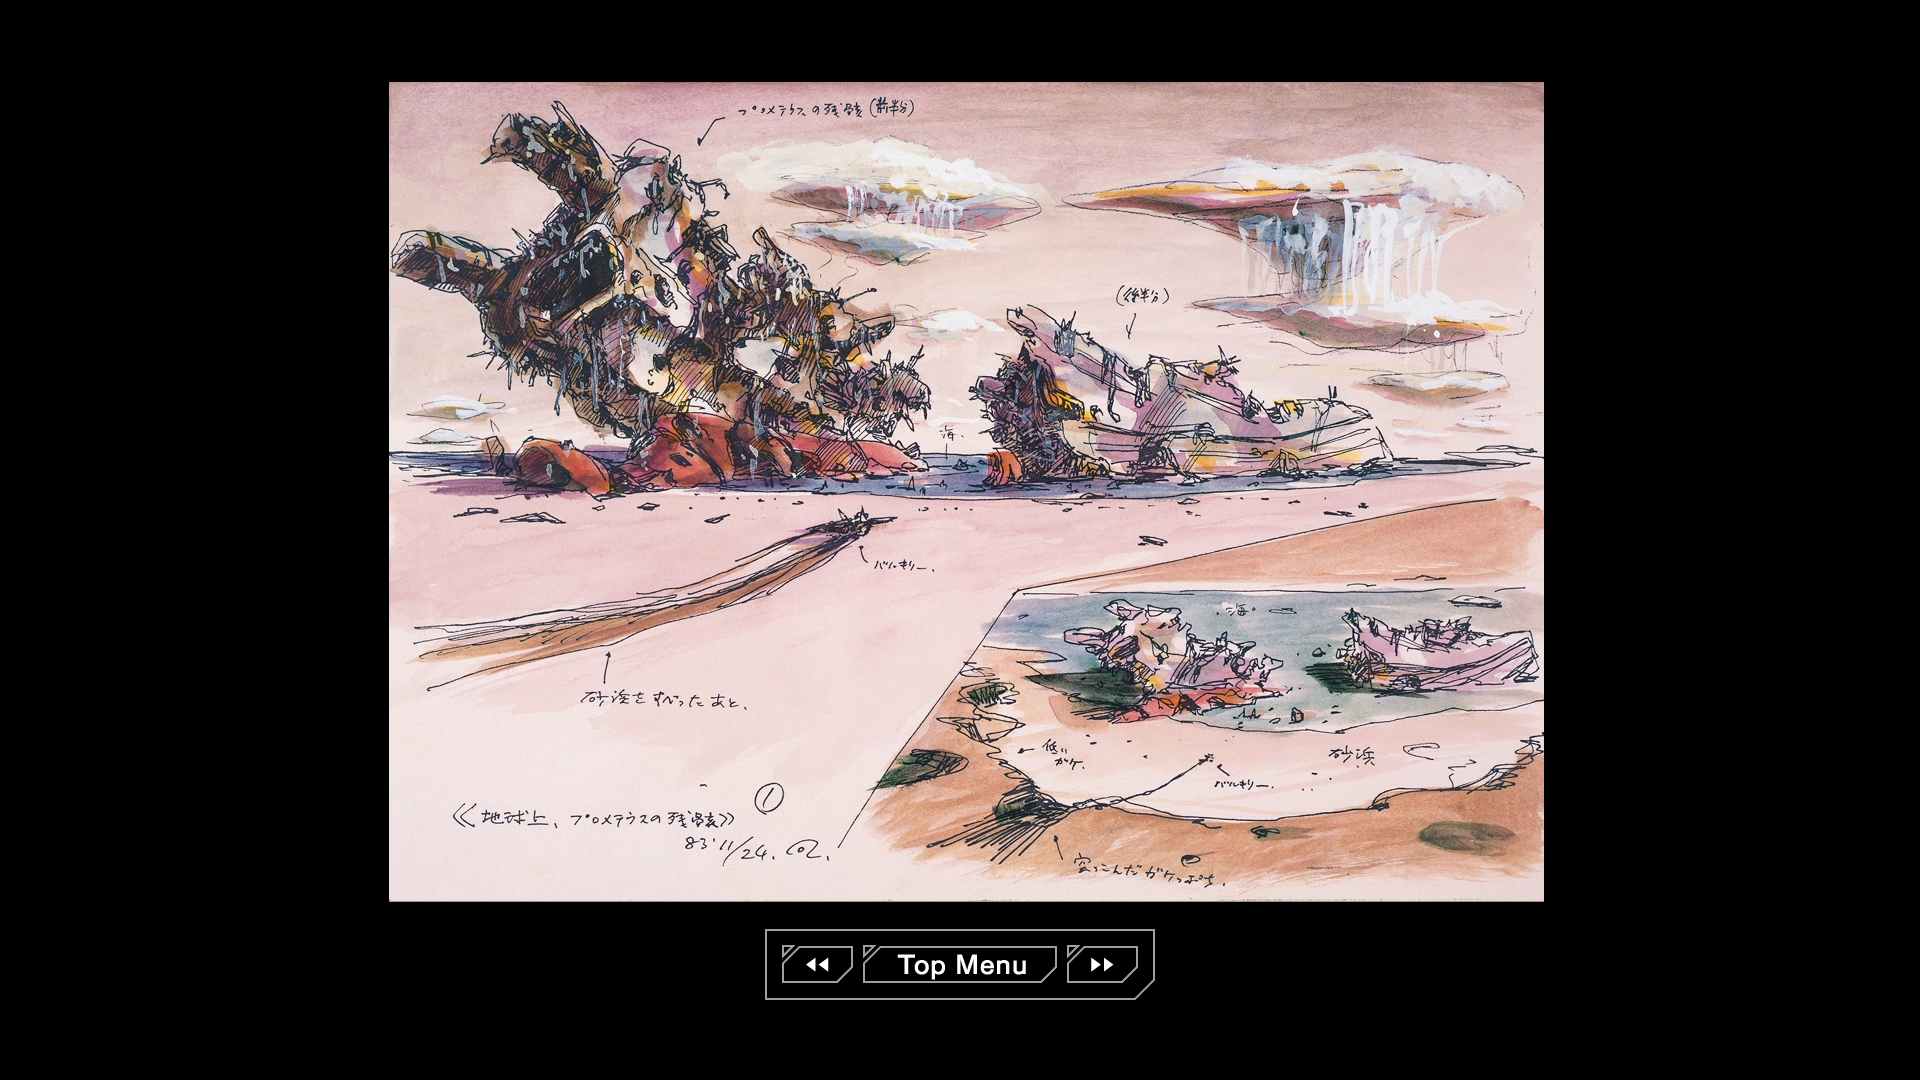 プロメテウスの残骸(前半分)
(後半分)
海.
バルキリー.
海。
砂浜をすべったあと.
低い
ガケ.
砂浜
バルキリー.
①
《地球上、プロメテウスの残骸》
83'11/24.
突っこんだガケっぷち.
Top Menu